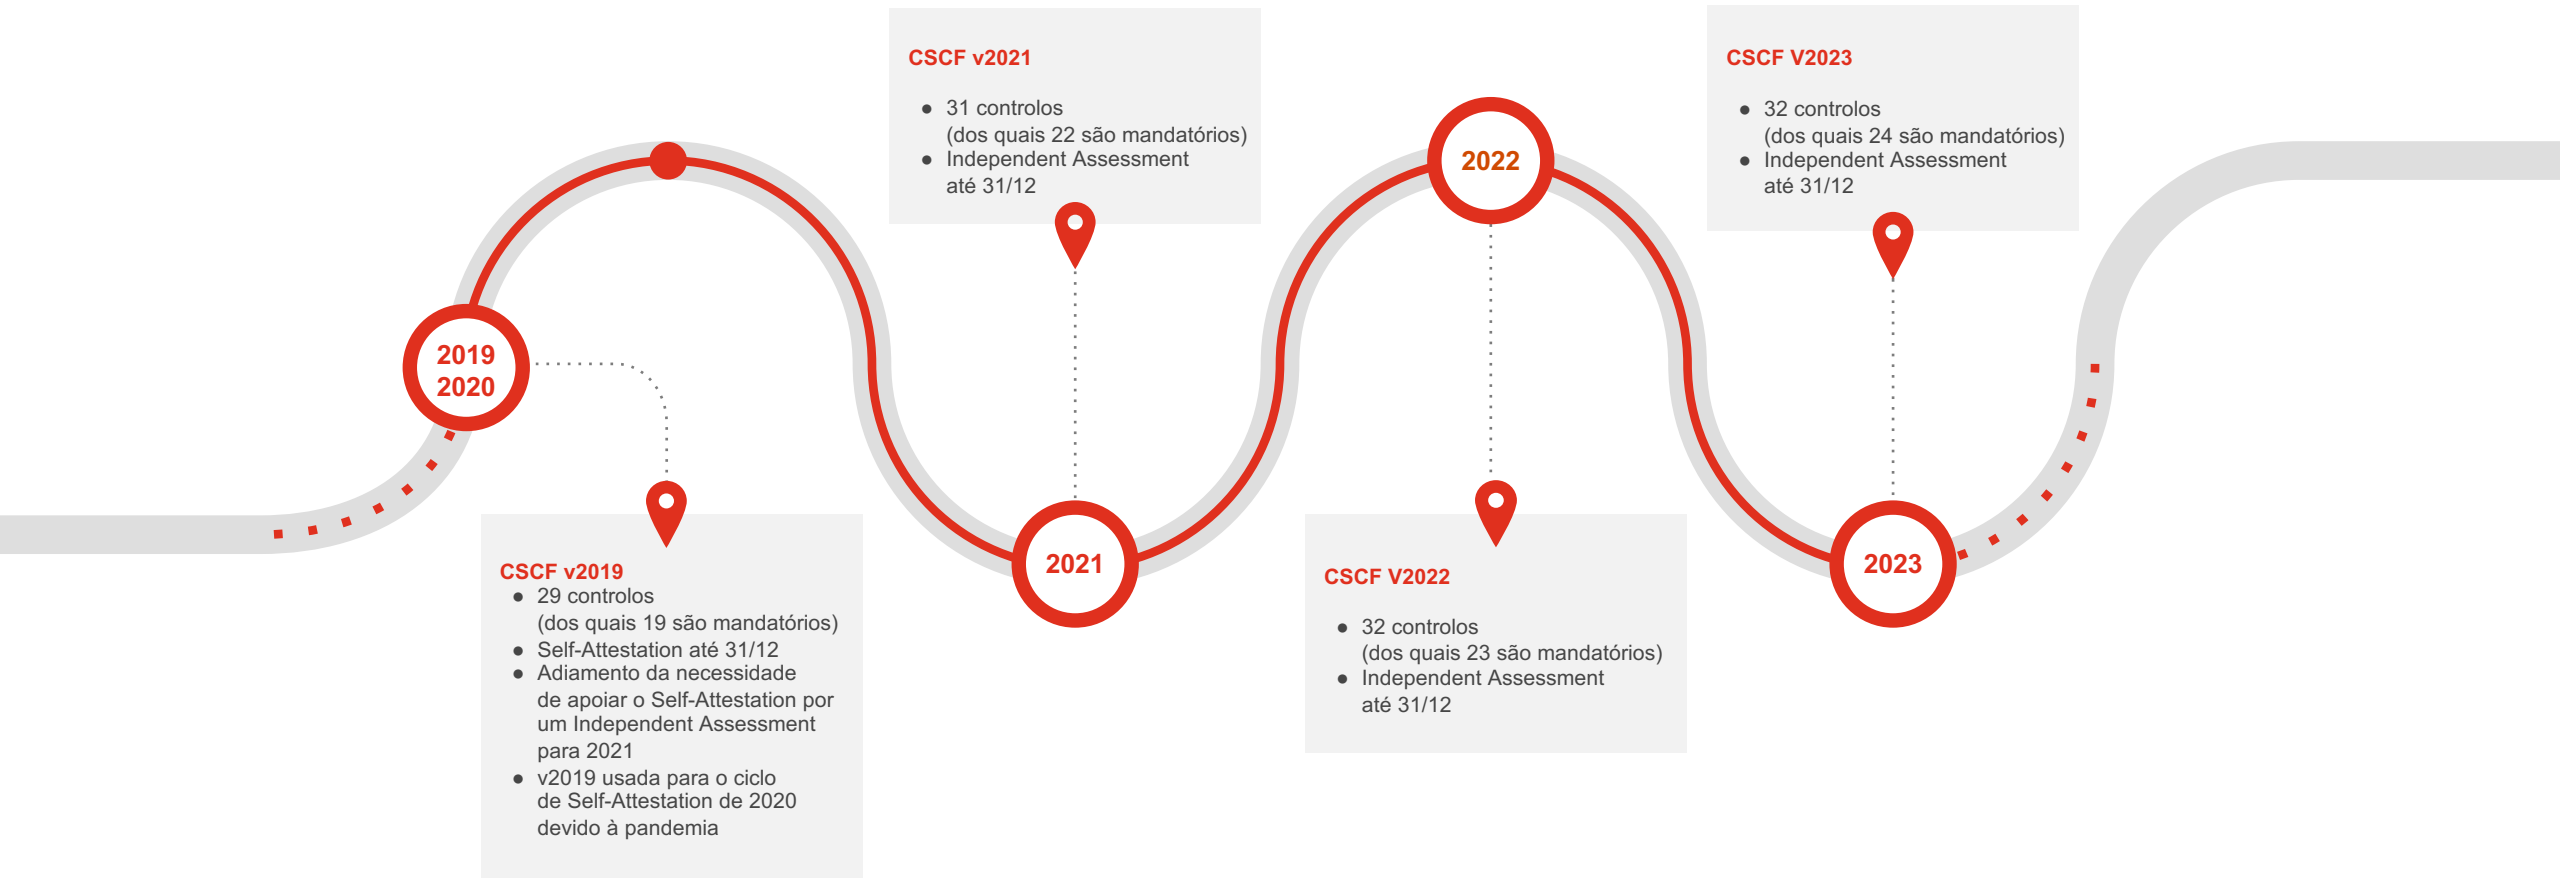 2019
2020
CSCF v2019
● 29 controlos
(dos quais 19 são mandatórios)
● Self-Attestation até 31/12
● Adiamento da necessidade
de apoiar o Self-Attestation por
um Independent Assessment
para 2021
● v2019 usada para o ciclo
de Self-Attestation de 2020
devido à pandemia
CSCF v2021
● 31 controlos
(dos quais 22 são mandatórios)
● Independent Assessment
até 31/12
2021
2022
CSCF V2022
● 32 controlos
(dos quais 23 são mandatórios)
● Independent Assessment
até 31/12
CSCF V2023
● 32 controlos
(dos quais 24 são mandatórios)
● Independent Assessment
até 31/12
2023